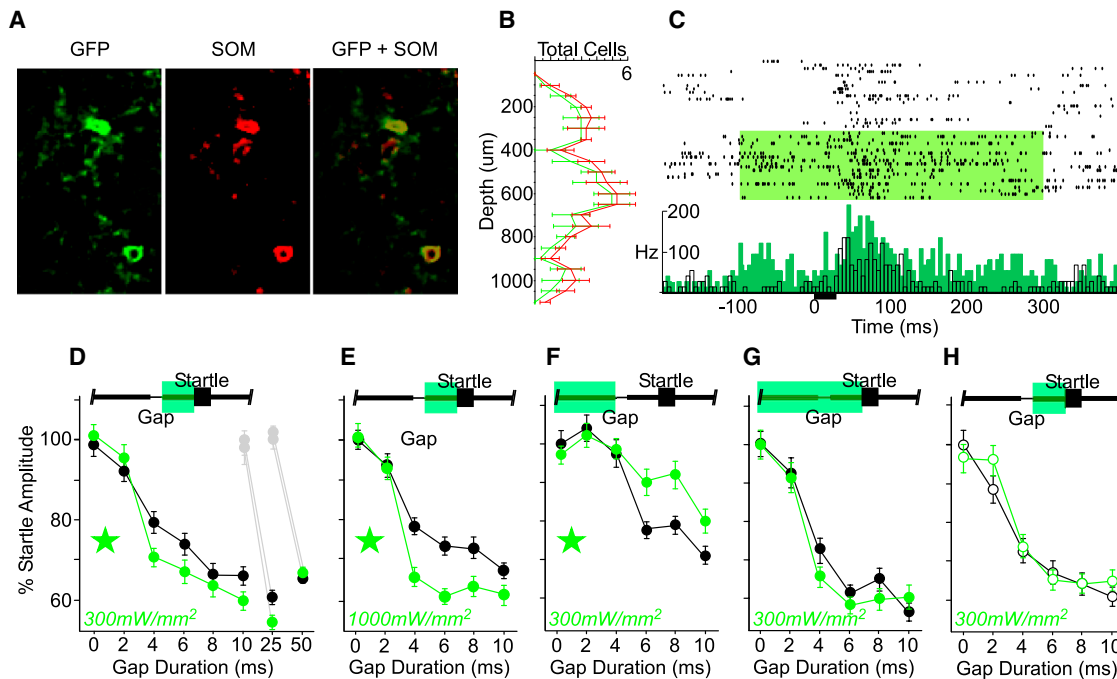 A
GFP SOM GFP + SOM
B
Total Cells
6
200
400
600
800
1000
Depth (um)
C
200
100
Hz
-100 0 100 200 300
Time (ms)
D
Startle
Gap
100
80
60
% Startle Amplitude
300mW/mm²
0 2 4 6 8 10 25 50
Gap Duration (ms)
E
Startle
Gap
1000mW/mm²
0 2 4 6 8 10
Gap Duration (ms)
F
Startle
Gap
300mW/mm²
0 2 4 6 8 10
Gap Duration (ms)
G
Startle
Gap
300mW/mm²
0 2 4 6 8 10
Gap Duration (ms)
H
Startle
Gap
0 2 4 6 8 10
Gap Duration (ms)